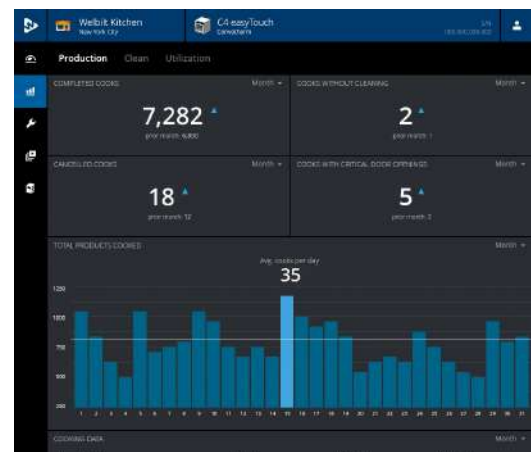 Welbilt Kitchen
New York City
C4 easyTouch
Convotherm
S/N
Production Clean Utilization
COMPLETED COOKS Month
7,282
COOKS WITHOUT CLEANING Month
2
prior month: 1
CANCELLED COOKS Month
18
prior month: 12
COOKS WITH CRITICAL DOOR OPENINGS Month
5
prior month: 2
TOTAL PRODUCTS COOKED Month
Avg. cooks per day
35
1250
1000
750
500
250
1 2 3 4 5 6 7 8 9 10 11 12 13 14 15 16 17 18 19 20 21 22 23 24 25 26 27 28 29 30 31
COOKING DATA Month